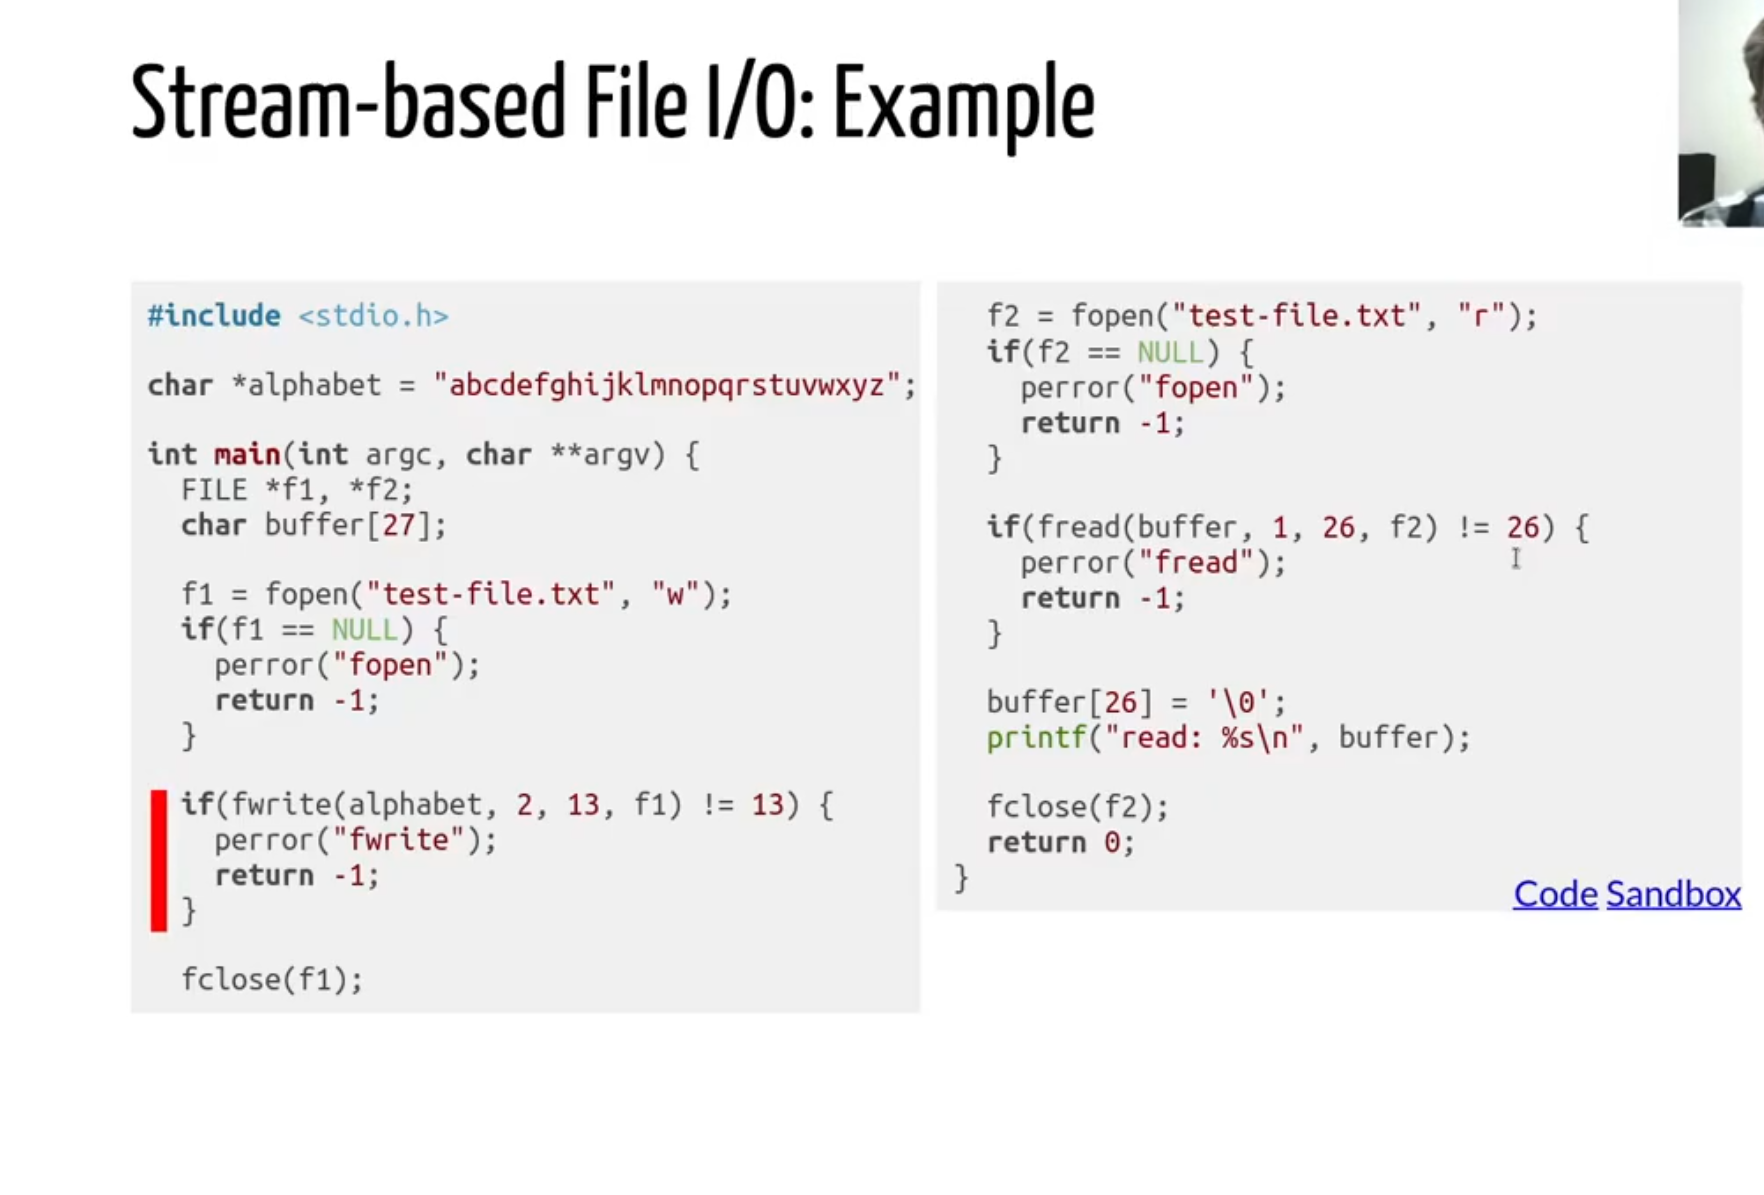 Stream-based File I/O: Example
#include <stdio.h>
char *alphabet = "abcdefghijklmnopqrstuvwxyz";
int main(int argc, char **argv) {
FILE *f1, *f2;
char buffer[27];
f1 = fopen("test-file.txt", "w");
if(f1 == NULL) {
perror("fopen");
return -1;
}
if(fwrite(alphabet, 2, 13, f1) != 13) {
perror("fwrite");
return -1;
}
fclose(f1);
f2 = fopen("test-file.txt", "r");
if(f2 == NULL) {
perror("fopen");
return -1;
}
if(fread(buffer, 1, 26, f2) != 26) {
perror("fread");
return -1;
}
buffer[26] = '\0';
printf("read: %s\n", buffer);
fclose(f2);
return 0;
}
Code Sandbox